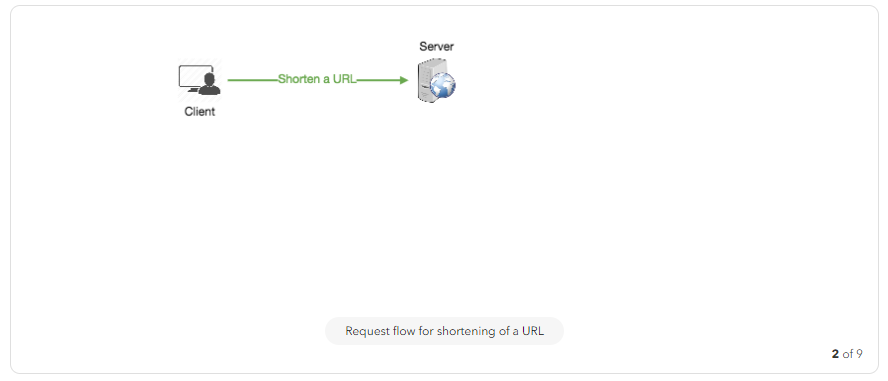 Server
Shorten a URL
Client
Request flow for shortening of a URL
2 of 9